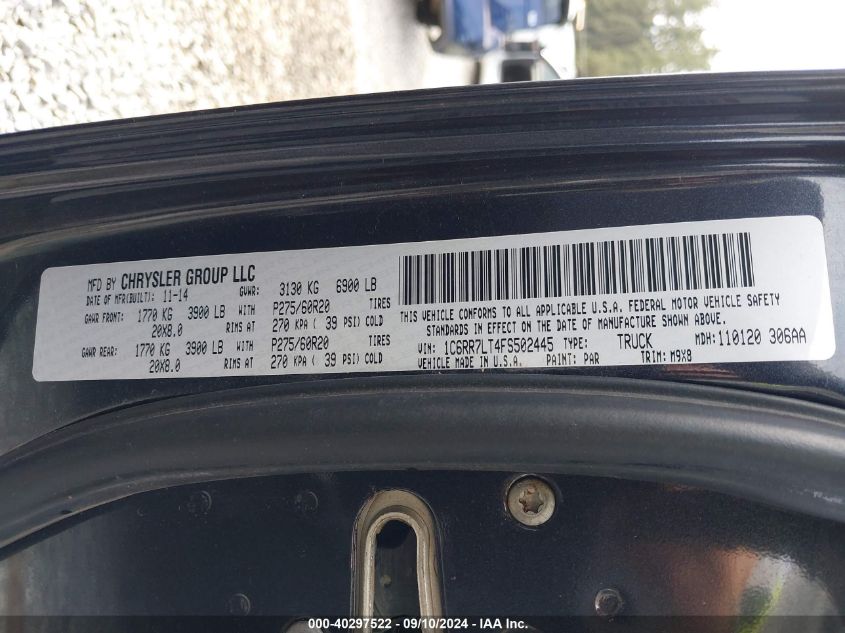 MFD BY CHRYSLER GROUP LLC
DATE OF MFR(BUILT): 11-14 GVWR: 3130 KG 6900 LB
GAWR FRONT: 1770 KG 3900 LB WITH P275/60R20 TIRES
20X8.0 RIMS AT 270 KPA ( 39 PSI) COLD
GAWR REAR: 1770 KG 3900 LB WITH P275/60R20 TIRES
20X8.0 RIMS AT 270 KPA ( 39 PSI) COLD
THIS VEHICLE CONFORMS TO ALL APPLICABLE U.S.A. FEDERAL MOTOR VEHICLE SAFETY
STANDARDS IN EFFECT ON THE DATE OF MANUFACTURE SHOWN ABOVE.
VIN: 1C6RR7LT4FS502445 TYPE: TRUCK MDH: 110120 306AA
VEHICLE MADE IN U.S.A. PAINT: PAR TRIM: M9X8
000-40297522 - 09/10/2024 - IAA, Inc.